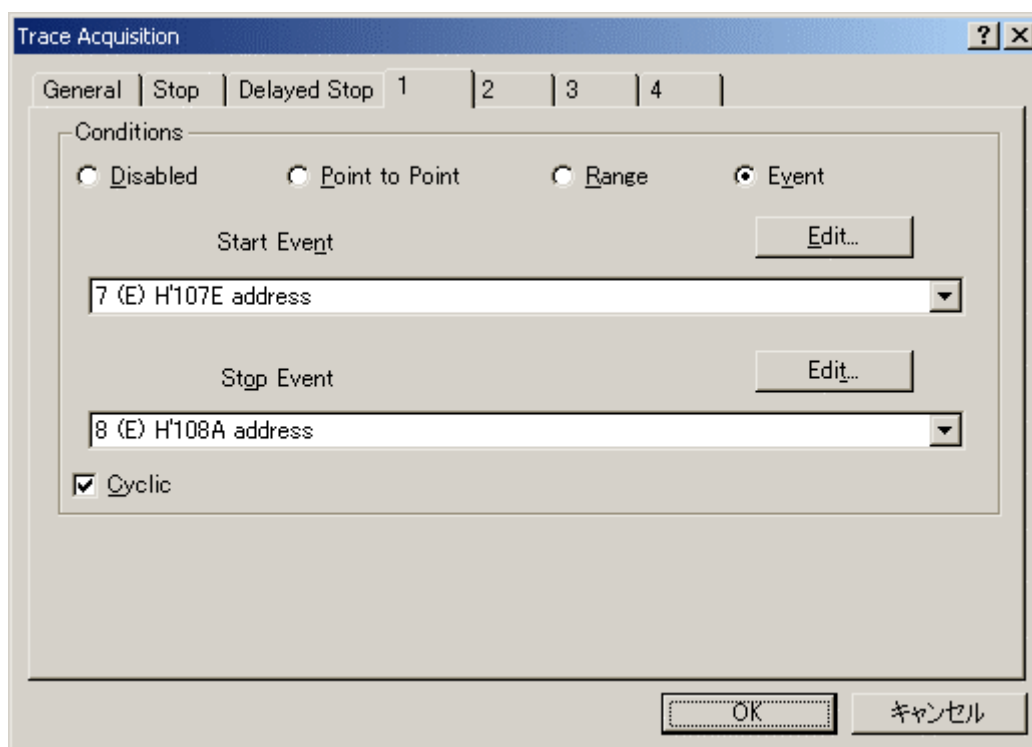 Trace Acquisition
General Stop Delayed Stop 1 2 3 4
Conditions
Disabled Point to Point Range Event
Start Event Edit...
7 (E) H'107E address
Stop Event Edit...
8 (E) H'108A address
Cyclic
OK キャンセル